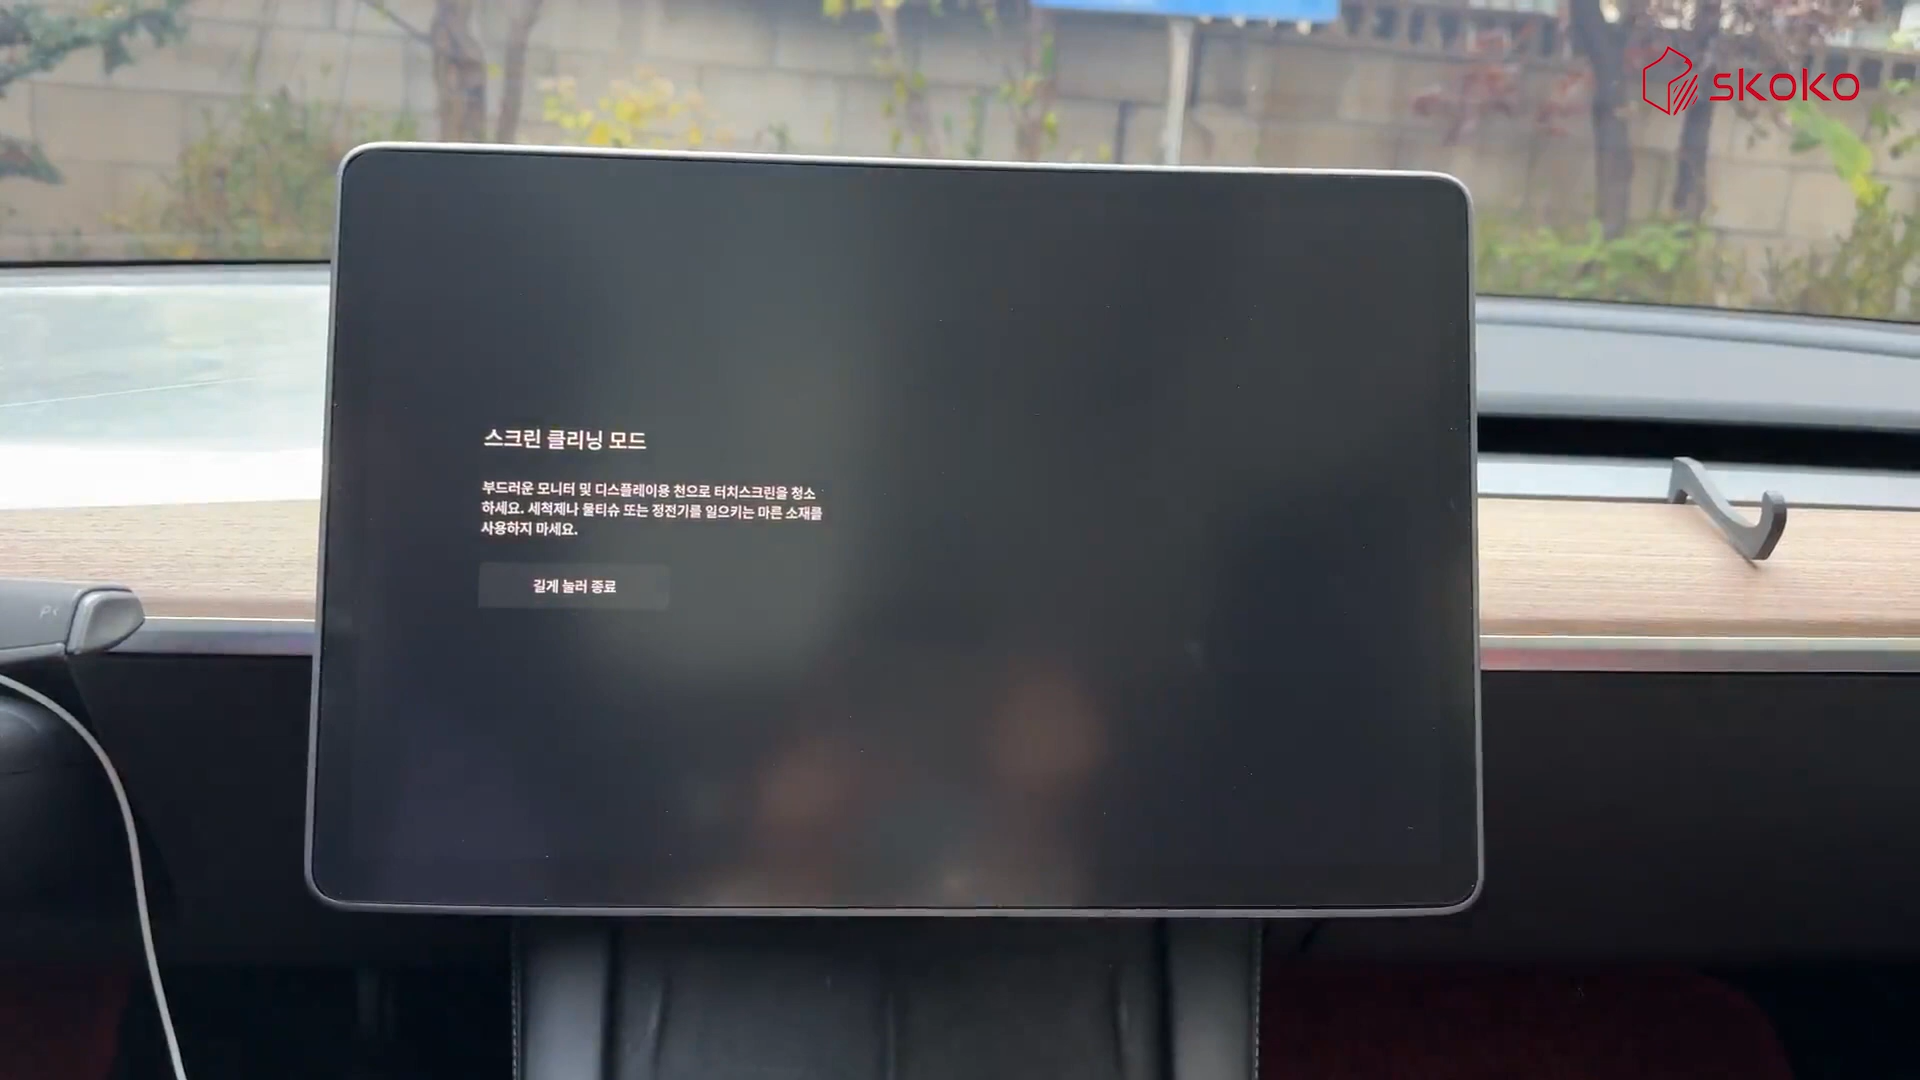 skoko
스크린 클리닝 모드
부드러운 모니터 및 디스플레이용 천으로 터치스크린을 청소
하세요. 세척제나 물티슈 또는 정전기를 일으키는 마른 소재를
사용하지 마세요.
길게 눌러 종료